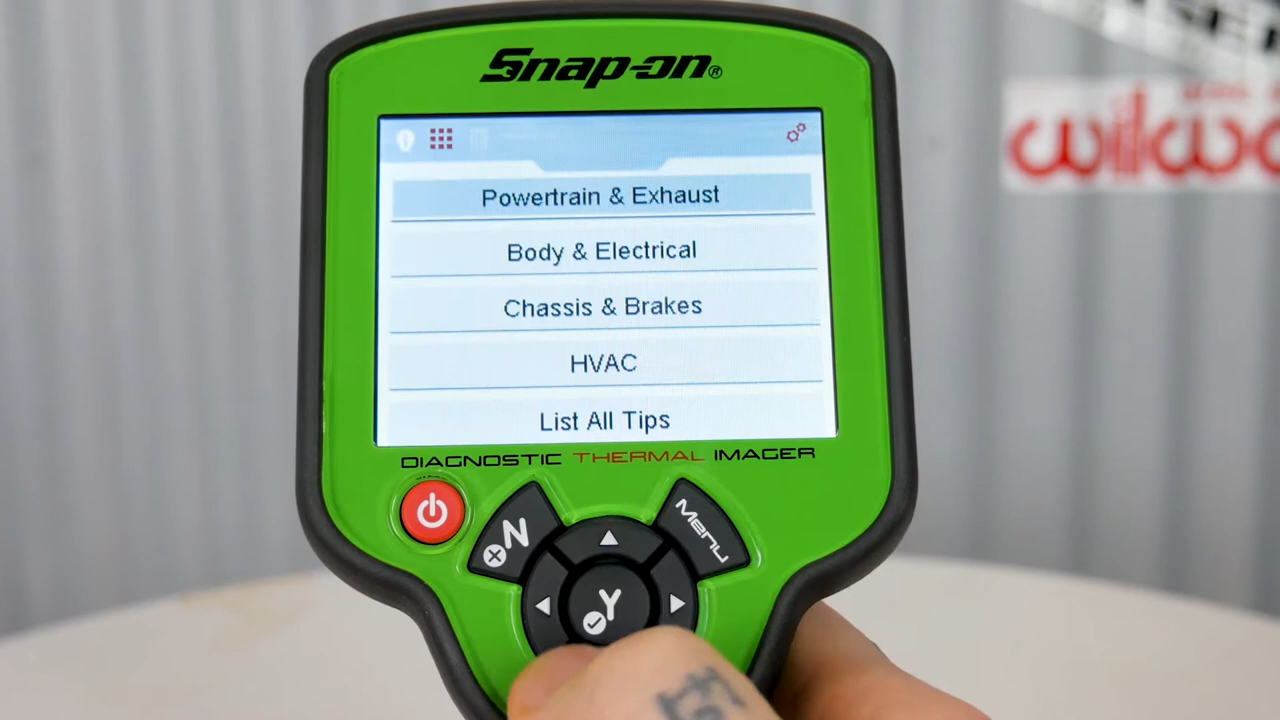 Snap-on®
Powertrain & Exhaust
Body & Electrical
Chassis & Brakes
HVAC
List All Tips
DIAGNOSTIC THERMAL IMAGER
N
Menu
Y